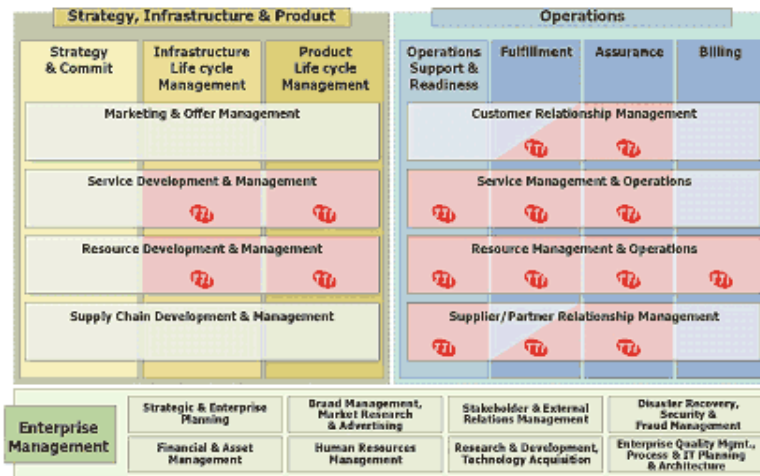 Strategy, Infrastructure & Product
Operations
Strategy
& Commit
Infrastructure
Life cycle
Management
Product
Life cycle
Management
Operations
Support &
Readiness
Fulfillment
Assurance
Billing
Marketing & Offer Management
Customer Relationship Management
Service Development & Management
Service Management & Operations
Resource Development & Management
Resource Management & Operations
Supply Chain Development & Management
Supplier/Partner Relationship Management
Enterprise
Management
Strategic & Enterprise
Planning
Brand Management,
Market Research
& Advertising
Stakeholder & External
Relations Management
Disaster Recovery,
Security &
Fraud Management
Financial & Asset
Management
Human Resources
Management
Research & Development,
Technology Acquisition
Enterprise Quality Mgmt.,
Process & IT Planning
& Architecture